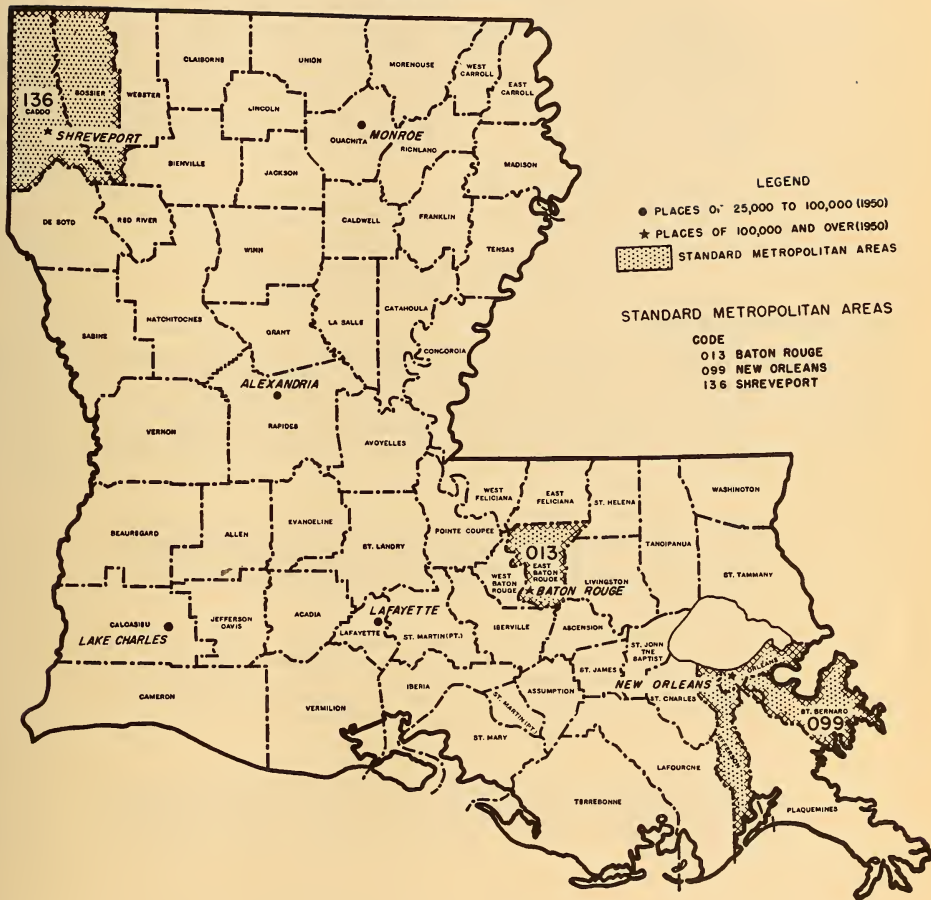 CLAIBORNE
UNION
MOREHOUSE
WEST
CARROLL
EAST
CARROLL
136
CADDO
BOSSIER
WEBSTER
LINCOLN
SHREVEPORT
OUACHITA
MONROE
RICHLAND
BIENVILLE
JACKSON
MADISON
DE SOTO
RED RIVER
CALDWELL
FRANKLIN
WINN
TENSAS
LEGEND
PLACES OF 25,000 TO 100,000 (1950)
PLACES OF 100,000 AND OVER (1950)
STANDARD METROPOLITAN AREAS
STANDARD METROPOLITAN AREAS
CODE
013 BATON ROUGE
099 NEW ORLEANS
136 SHREVEPORT
SABINE
NATCHITOCHES
GRANT
LA SALLE
CATAHOULA
CONCORDIA
ALEXANDRIA
VERNON
RAPIDES
AVOYELLES
WEST
FELICIANA
EAST
FELICIANA
ST. HELENA
WASHINGTON
BEAUREGARD
ALLEN
EVANGELINE
ST. LANDRY
POINTE COUPEE
TANGIPAHOA
013
EAST
BATON
ROUGE
WEST
BATON
ROUGE
BATON ROUGE
LIVINGSTON
ST. TAMMANY
CALCASIEU
LAKE CHARLES
JEFFERSON
DAVIS
ACADIA
LAFAYETTE
LAFAYETTE
ST. MARTIN (PT.)
IBERVILLE
ASCENSION
ST. JOHN
THE
BAPTIST
ST. JAMES
ORLEANS
NEW ORLEANS
ST. CHARLES
CAMERON
VERMILION
IBERIA
ST. MARTIN (PT.)
ASSUMPTION
ST. MARY
ST. BERNARD
099
LAFOURCHE
TERREBONNE
PLAQUEMINES